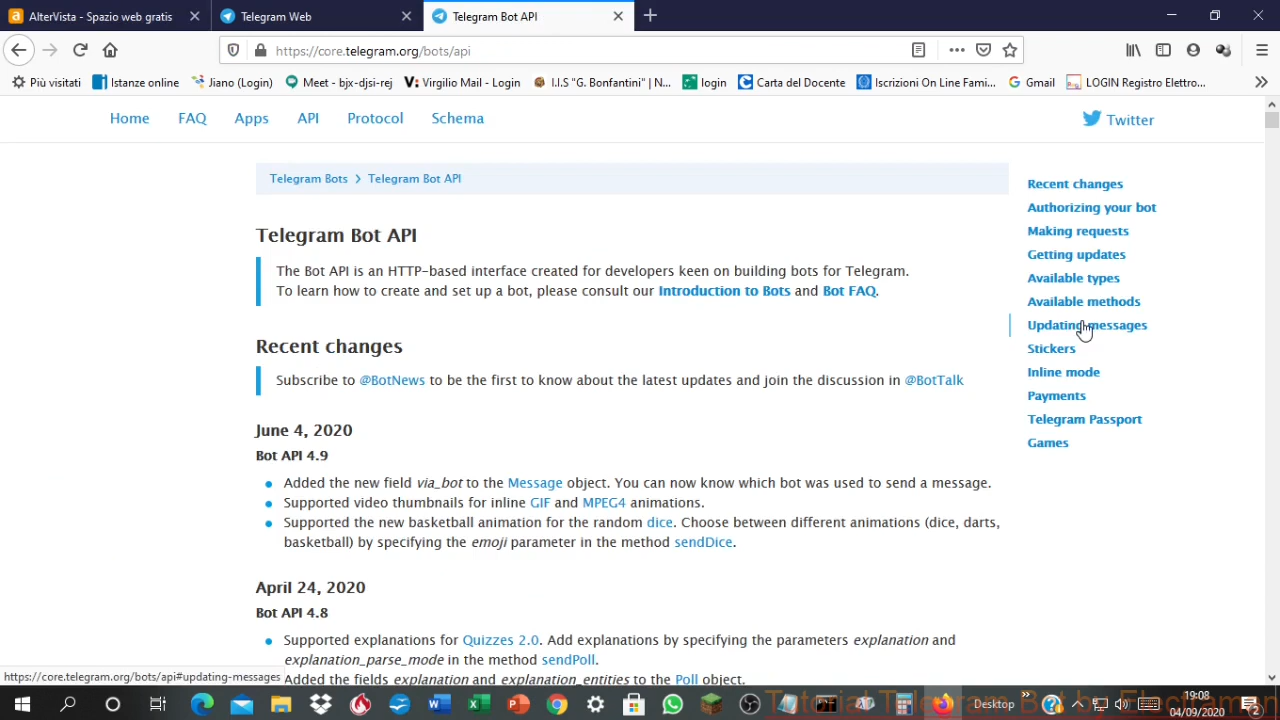 AlterVista - Spazio web gratis
Telegram Web
Telegram Bot API
https://core.telegram.org/bots/api
Più visitati
Istanze online
Jiano (Login)
Meet - bjx-djsi-rej
Virgilio Mail - Login
I.I.S "G. Bonfantini" | N...
login
Carta del Docente
Iscrizioni On Line Fami...
Gmail
LOGIN Registro Elettro...
Home
FAQ
Apps
API
Protocol
Schema
Twitter
Telegram Bots > Telegram Bot API
Recent changes
Authorizing your bot
Making requests
Getting updates
Available types
Available methods
Updating messages
Stickers
Inline mode
Payments
Telegram Passport
Games
Telegram Bot API
The Bot API is an HTTP-based interface created for developers keen on building bots for Telegram.
To learn how to create and set up a bot, please consult our Introduction to Bots and Bot FAQ.
Recent changes
Subscribe to @BotNews to be the first to know about the latest updates and join the discussion in @BotTalk
June 4, 2020
Bot API 4.9
Added the new field via_bot to the Message object. You can now know which bot was used to send a message.
Supported video thumbnails for inline GIF and MPEG4 animations.
Supported the new basketball animation for the random dice. Choose between different animations (dice, darts,
basketball) by specifying the emoji parameter in the method sendDice.
April 24, 2020
Bot API 4.8
Supported explanations for Quizzes 2.0. Add explanations by specifying the parameters explanation and
explanation_parse_mode in the method sendPoll.
Added the fields explanation and explanation_entities to the Poll object.
https://core.telegram.org/bots/api#updating-messages
Tutorial Telegram Bot by
Desktop
19:08
04/09/2020
2